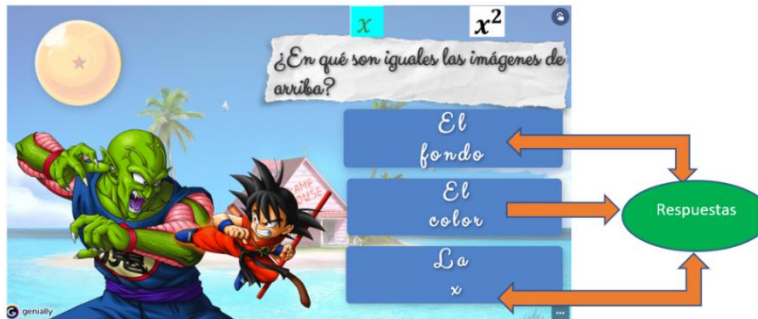 x x²
¿En qué son iguales las imágenes de
arriba?
El
fondo
El
color
Respuestas
La
x
genially